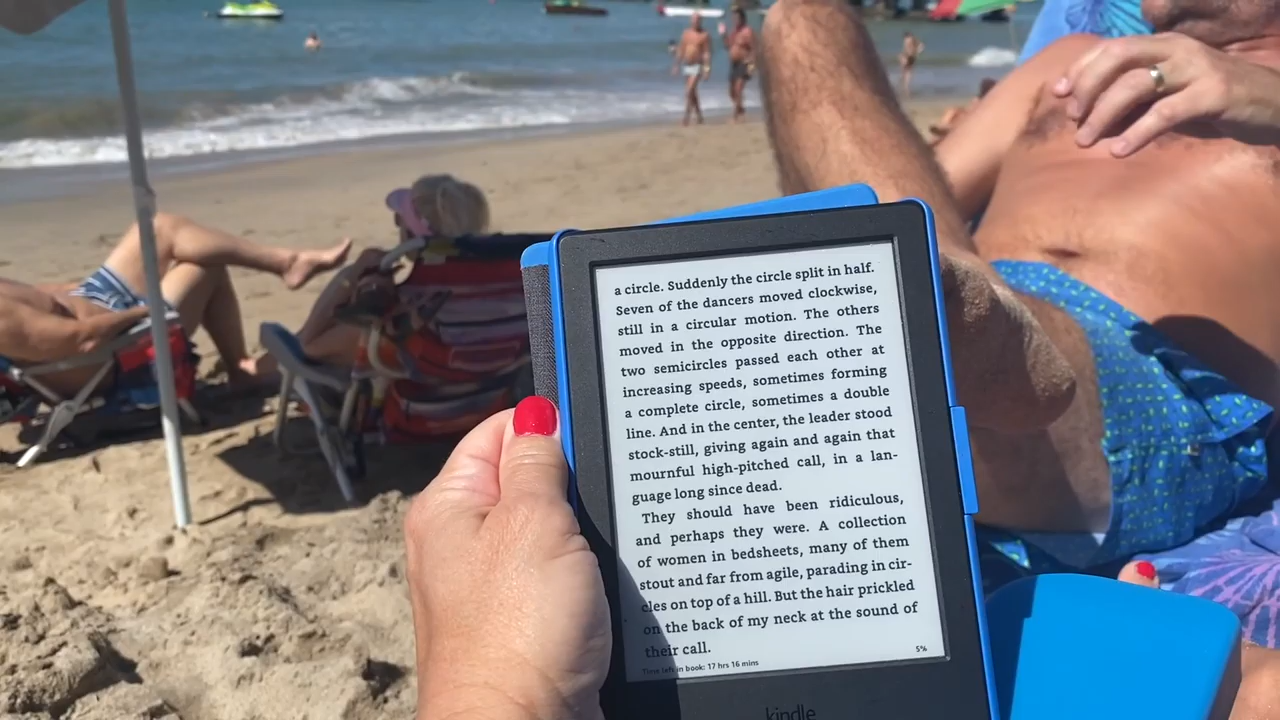 a circle. Suddenly the circle split in half.
Seven of the dancers moved clockwise,
still in a circular motion. The others
moved in the opposite direction. The
two semicircles passed each other at
increasing speeds, sometimes forming
a complete circle, sometimes a double
line. And in the center, the leader stood
stock-still, giving again and again that
mournful high-pitched call, in a lan-
guage long since dead.
They should have been ridiculous,
and perhaps they were. A collection
of women in bedsheets, many of them
stout and far from agile, parading in cir-
cles on top of a hill. But the hair prickled
on the back of my neck at the sound of
their call.
Time left in book: 17 hrs 16 mins 5%
kindle